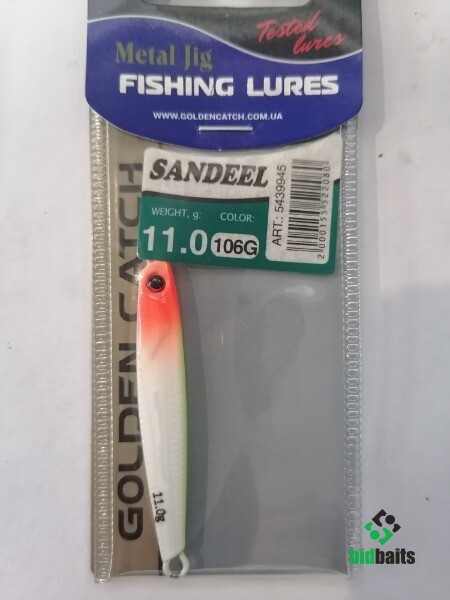 Tested
lures
Metal Jig
FISHING LURES
WWW.GOLDENCATCH.COM.UA
SANDEEL
WEIGHT, g:
COLOR:
11.0
106G
ART.: 5439945
2000155522080
GOLDEN CATCH
11.0g
bidbaits